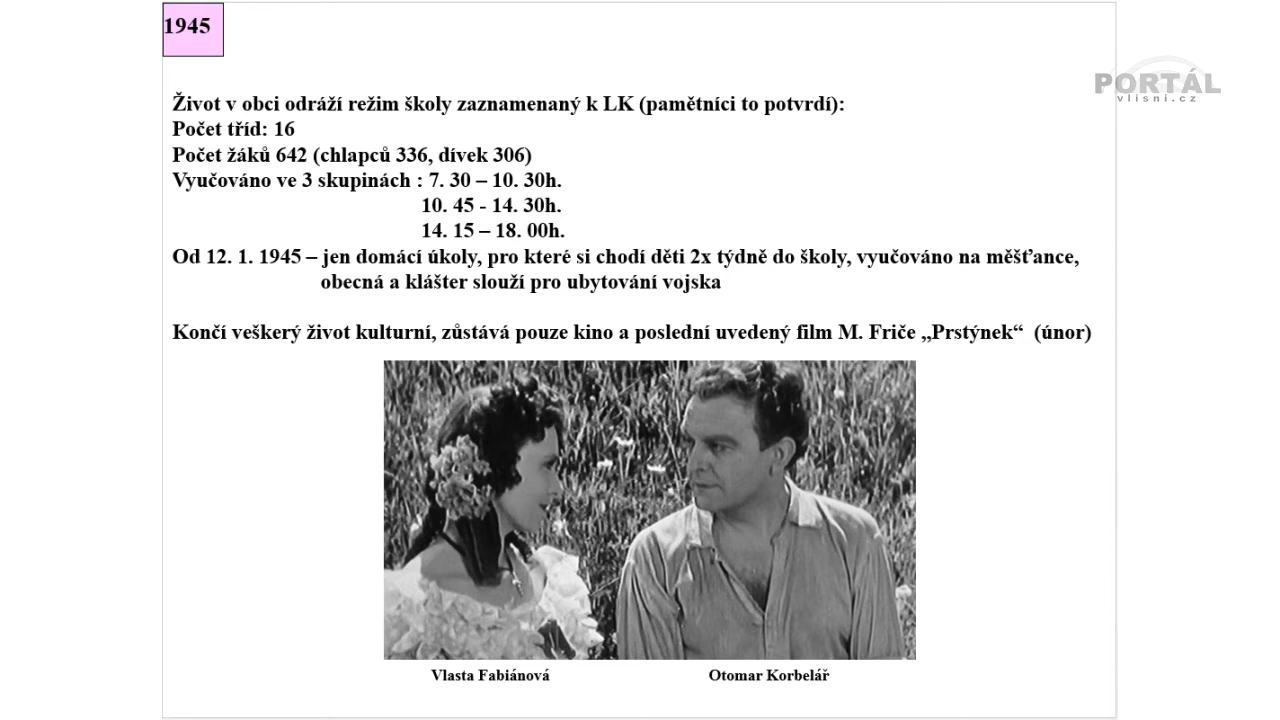 1945
PORTÁL
vlisni.cz
Život v obci odráží režim školy zaznamenaný k LK (pamětníci to potvrdí):
Počet tříd: 16
Počet žáků 642 (chlapců 336, dívek 306)
Vyučováno ve 3 skupinách : 7. 30 – 10. 30h.
10. 45 - 14. 30h.
14. 15 – 18. 00h.
Od 12. 1. 1945 – jen domácí úkoly, pro které si chodí děti 2x týdně do školy, vyučováno na měšťance,
obecná a klášter slouží pro ubytování vojska
Končí veškerý život kulturní, zůstává pouze kino a poslední uvedený film M. Friče „Prstýnek“ (únor)
Vlasta Fabiánová Otomar Korbelář